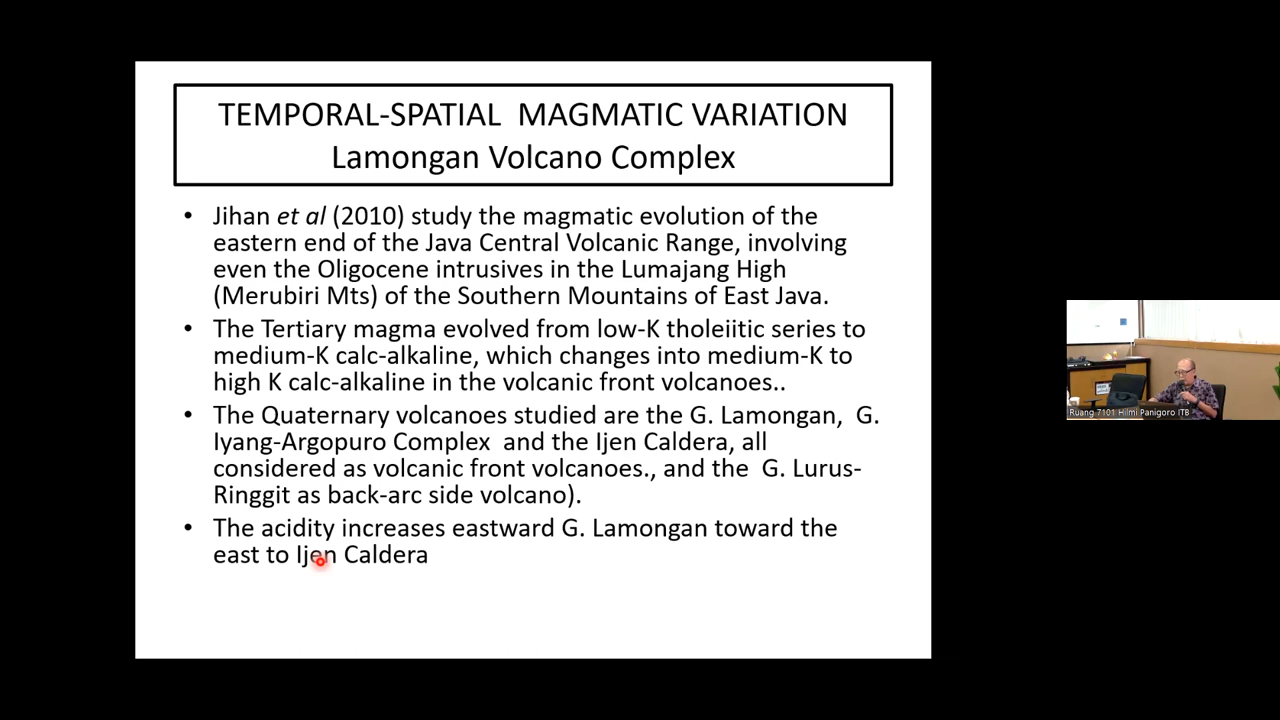 TEMPORAL-SPATIAL MAGMATIC VARIATION
Lamongan Volcano Complex
• Jihan et al (2010) study the magmatic evolution of the
eastern end of the Java Central Volcanic Range, involving
even the Oligocene intrusives in the Lumajang High
(Merubiri Mts) of the Southern Mountains of East Java.
• The Tertiary magma evolved from low-K tholeiitic series to
medium-K calc-alkaline, which changes into medium-K to
high K calc-alkaline in the volcanic front volcanoes..
• The Quaternary volcanoes studied are the G. Lamongan, G.
Iyang-Argopuro Complex and the Ijen Caldera, all
considered as volcanic front volcanoes., and the G. Lurus-
Ringgit as back-arc side volcano).
• The acidity increases eastward G. Lamongan toward the
east to Ijen Caldera
Ruang 7101 Hilmi Panigoro ITB